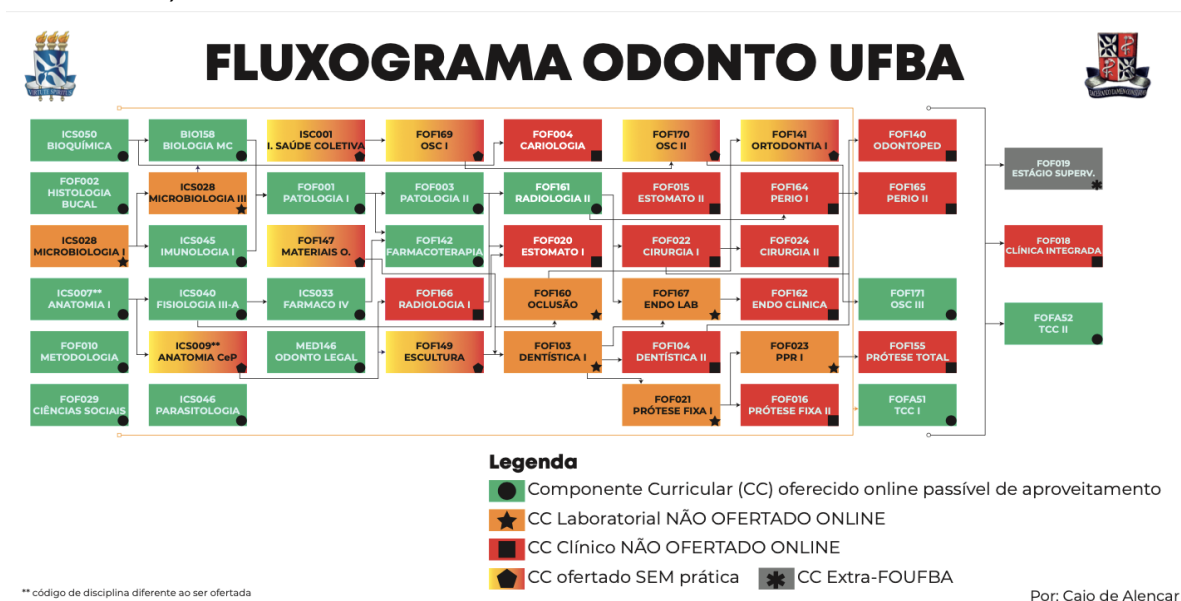 FLUXOGRAMA ODONTO UFBA
ICS050
BIOQUÍMICA
BIO158
BIOLOGIA MC
ISC001
I. SAÚDE COLETIVA
FOF169
OSC I
FOF004
CARIOLOGIA
FOF170
OSC II
FOF141
ORTODONTIA I
FOF140
ODONTOPED
FOF019
ESTÁGIO SUPERV.
FOF002
HISTOLOGIA
BUCAL
ICS028
MICROBIOLOGIA III
FOF001
PATOLOGIA I
FOF003
PATOLOGIA II
FOF161
RADIOLOGIA II
FOF015
ESTOMATO II
FOF164
PERIO I
FOF165
PERIO II
ICS028
MICROBIOLOGIA I
ICS045
IMUNOLOGIA I
FOF147
MATERIAIS O.
FOF142
FARMACOTERAPIA
FOF020
ESTOMATO I
FOF022
CIRURGIA I
FOF024
CIRURGIA II
FOF018
CLÍNICA INTEGRADA
ICS007**
ANATOMIA I
ICS040
FISIOLOGIA III-A
ICS033
FARMACO IV
FOF166
RADIOLOGIA I
FOF160
OCLUSÃO
FOF167
ENDO LAB
FOF162
ENDO CLINICA
FOF171
OSC III
FOFA52
TCC II
FOF010
METODOLOGIA
ICS009**
ANATOMIA CeP
MED146
ODONTO LEGAL
FOF149
ESCULTURA
FOF103
DENTÍSTICA I
FOF104
DENTÍSTICA II
FOF023
PPR I
FOF155
PRÓTESE TOTAL
FOF029
CIÊNCIAS SOCIAIS
ICS046
PARASITOLOGIA
FOF021
PRÓTESE FIXA I
FOF016
PRÓTESE FIXA II
FOFA51
TCC I
Legenda
Componente Curricular (CC) oferecido online passível de aproveitamento
CC Laboratorial NÃO OFERTADO ONLINE
CC Clínico NÃO OFERTADO ONLINE
CC ofertado SEM prática
CC Extra-FOUFBA
** código de disciplina diferente ao ser ofertada
Por: Caio de Alencar